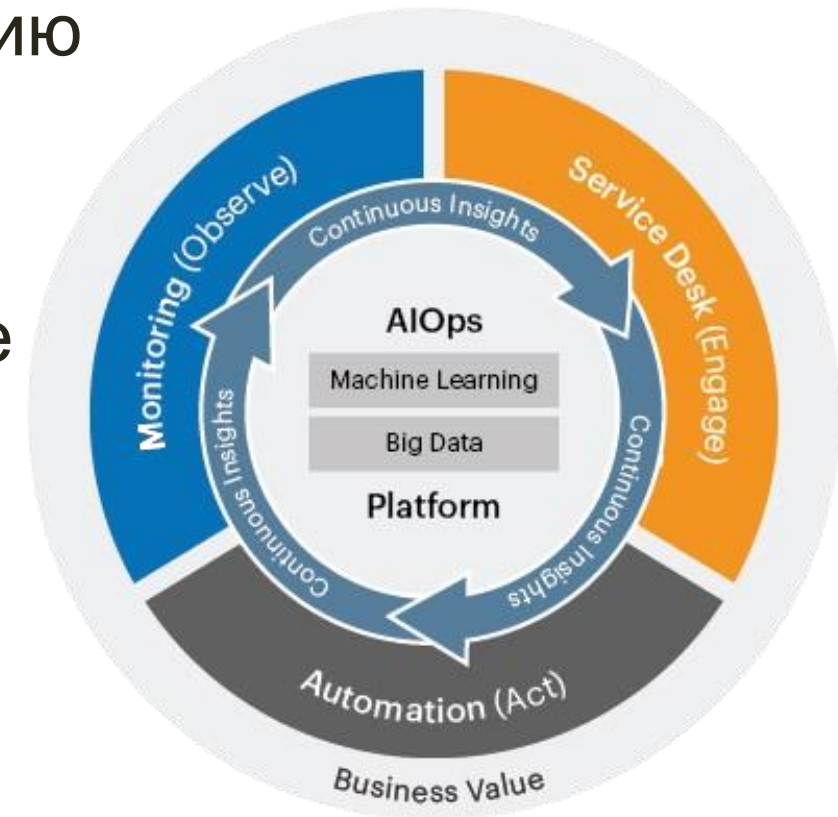 ию
е
Monitoring (Observe)
Service Desk (Engage)
Continuous Insights
Continuous Insights
Continuous Insights
AIOps
Machine Learning
Big Data
Platform
Automation (Act)
Business Value